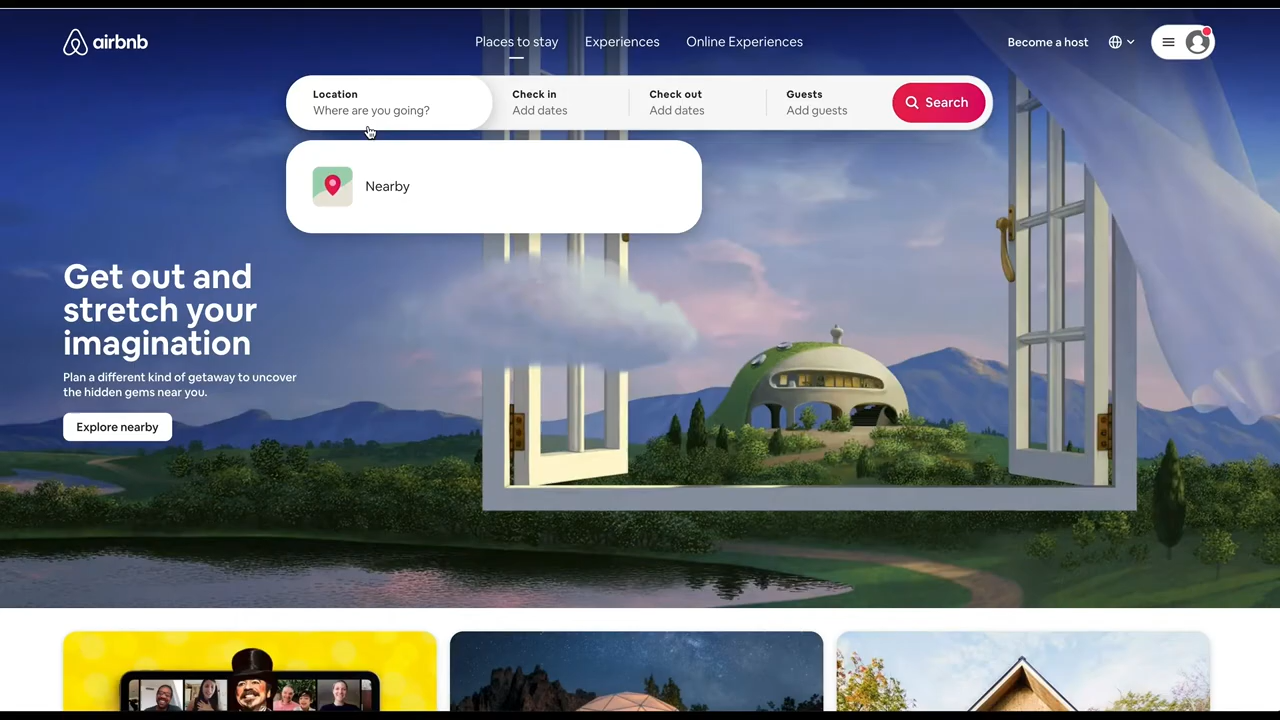 airbnb
Places to stay
Experiences
Online Experiences
Become a host
Location
Where are you going?
Check in
Add dates
Check out
Add dates
Guests
Add guests
Search
Nearby
Get out and
stretch your
imagination
Plan a different kind of getaway to uncover
the hidden gems near you.
Explore nearby